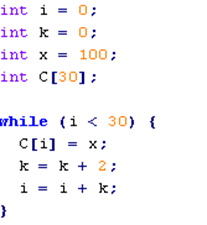 int i = 0;
int k = 0;
int x = 100;
int C[30];
while (i < 30) {
C[i] = x;
k = k + 2;
i = i + k;
}